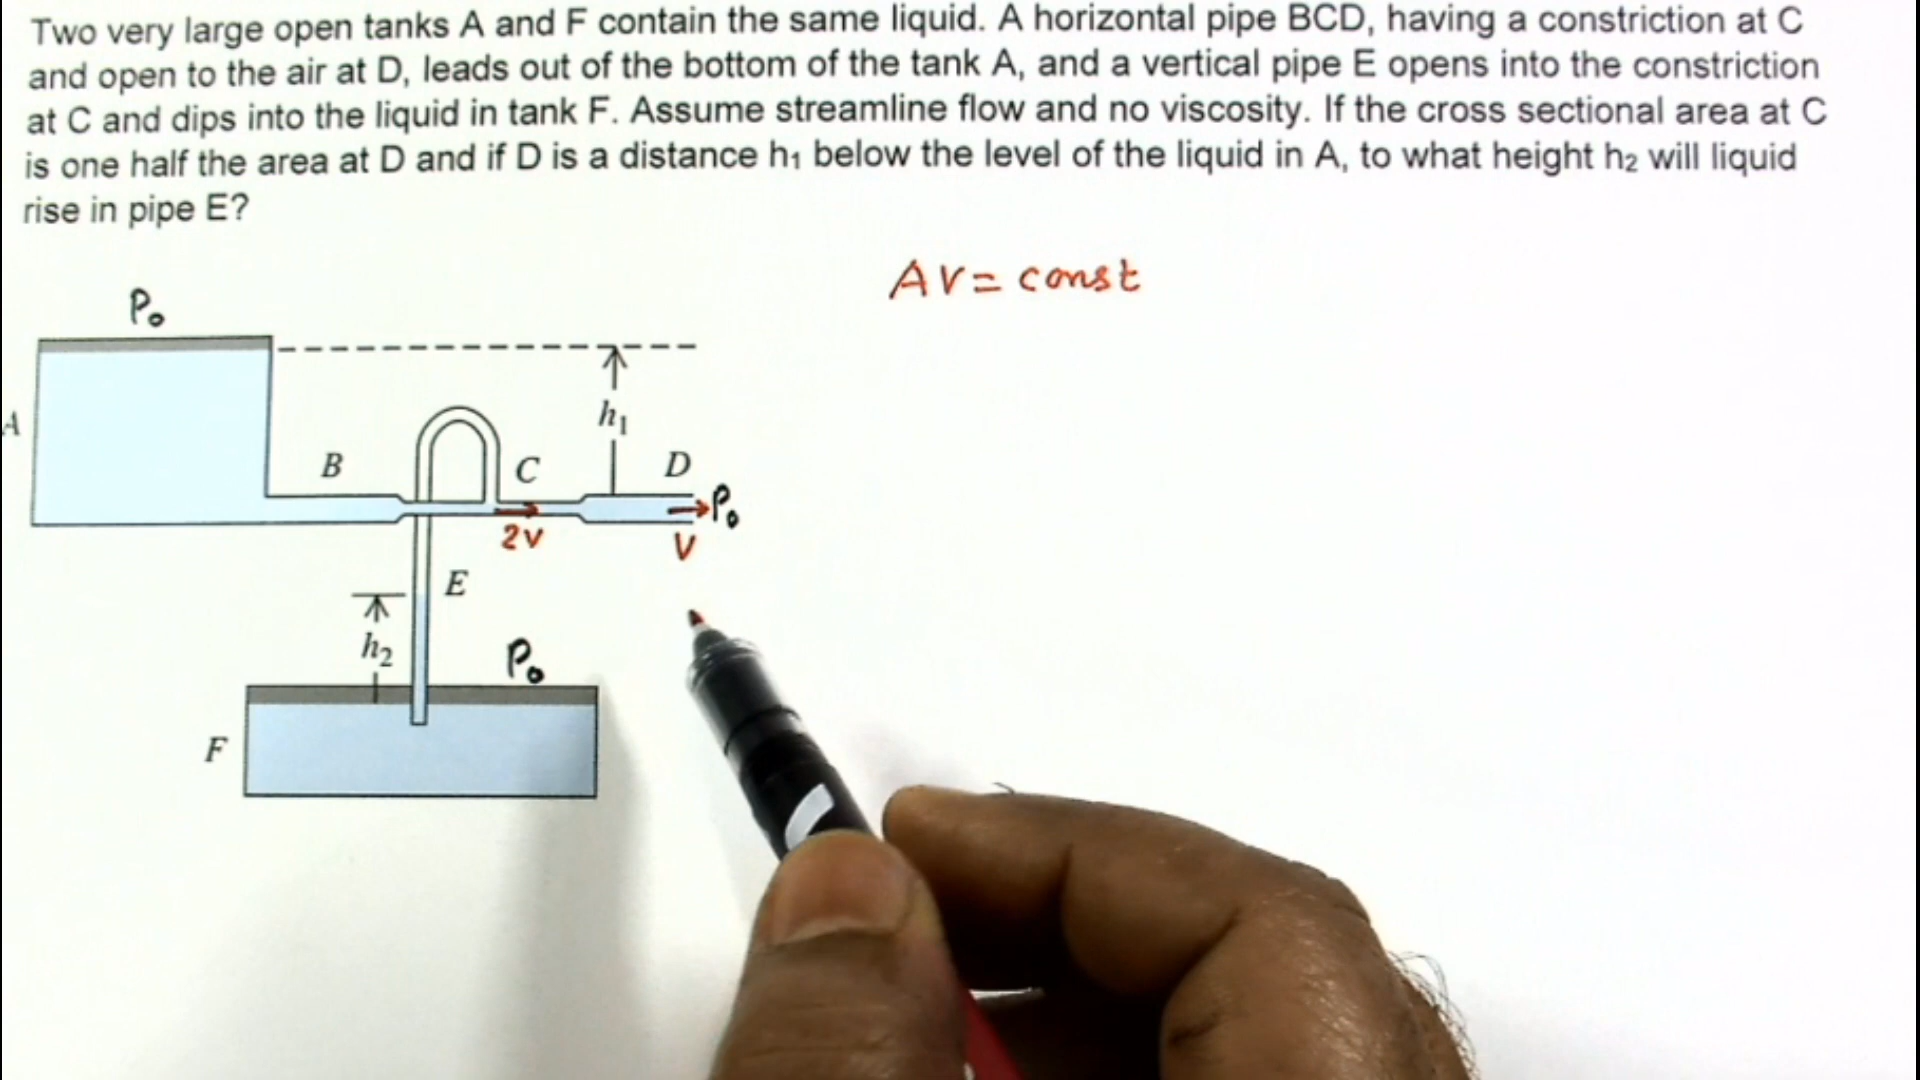 Two very large open tanks A and F contain the same liquid. A horizontal pipe BCD, having a constriction at C
and open to the air at D, leads out of the bottom of the tank A, and a vertical pipe E opens into the constriction
at C and dips into the liquid in tank F. Assume streamline flow and no viscosity. If the cross sectional area at C
is one half the area at D and if D is a distance h₁ below the level of the liquid in A, to what height h₂ will liquid
rise in pipe E?
AV = const
P₀
h₁
A
B
C
D
P₀
2V
V
E
h₂
P₀
F